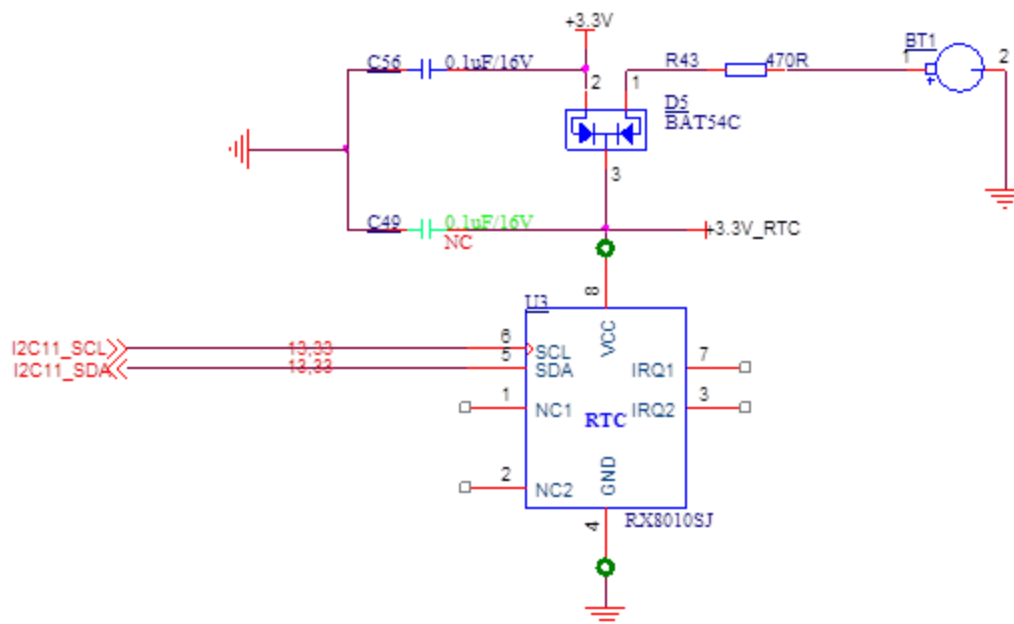 +3.3V
C56 0.1uF/16V
R43 470R
BT1
1 2
2 1
D5
BAT54C
3
C49 0.1uF/16V
NC
+3.3V_RTC
8
U3
I2C11_SCL 13,33 6 SCL
I2C11_SDA 13,33 5 SDA
VCC
7 IRQ1
1 NC1
3 IRQ2
RTC
2 NC2
GND
4
RX8010SJ